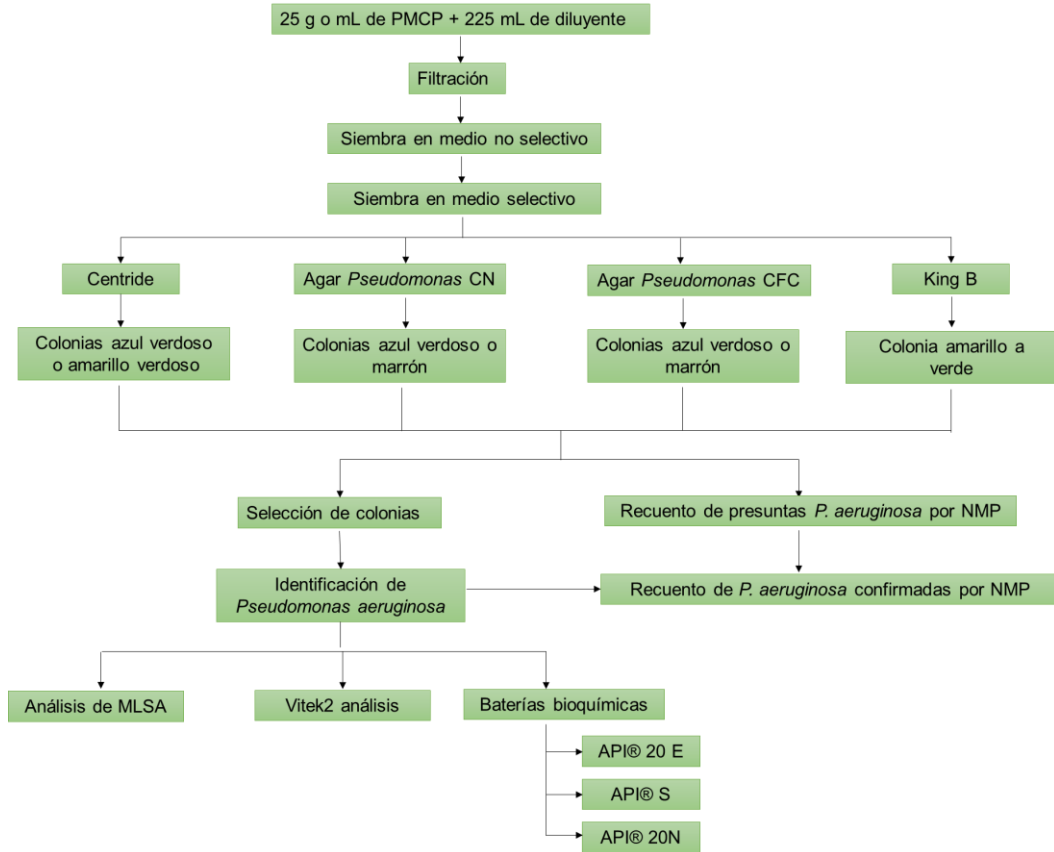 25 g o mL de PMCP + 225 mL de diluyente
Filtración
Siembra en medio no selectivo
Siembra en medio selectivo
Centride
Agar Pseudomonas CN
Agar Pseudomonas CFC
King B
Colonias azul verdoso
o amarillo verdoso
Colonias azul verdoso o
marrón
Colonias azul verdoso o
marrón
Colonia amarillo a
verde
Selección de colonias
Recuento de presuntas P. aeruginosa por NMP
Identificación de
Pseudomonas aeruginosa
Recuento de P. aeruginosa confirmadas por NMP
Análisis de MLSA
Vitek2 análisis
Baterías bioquímicas
API® 20 E
API® S
API® 20N